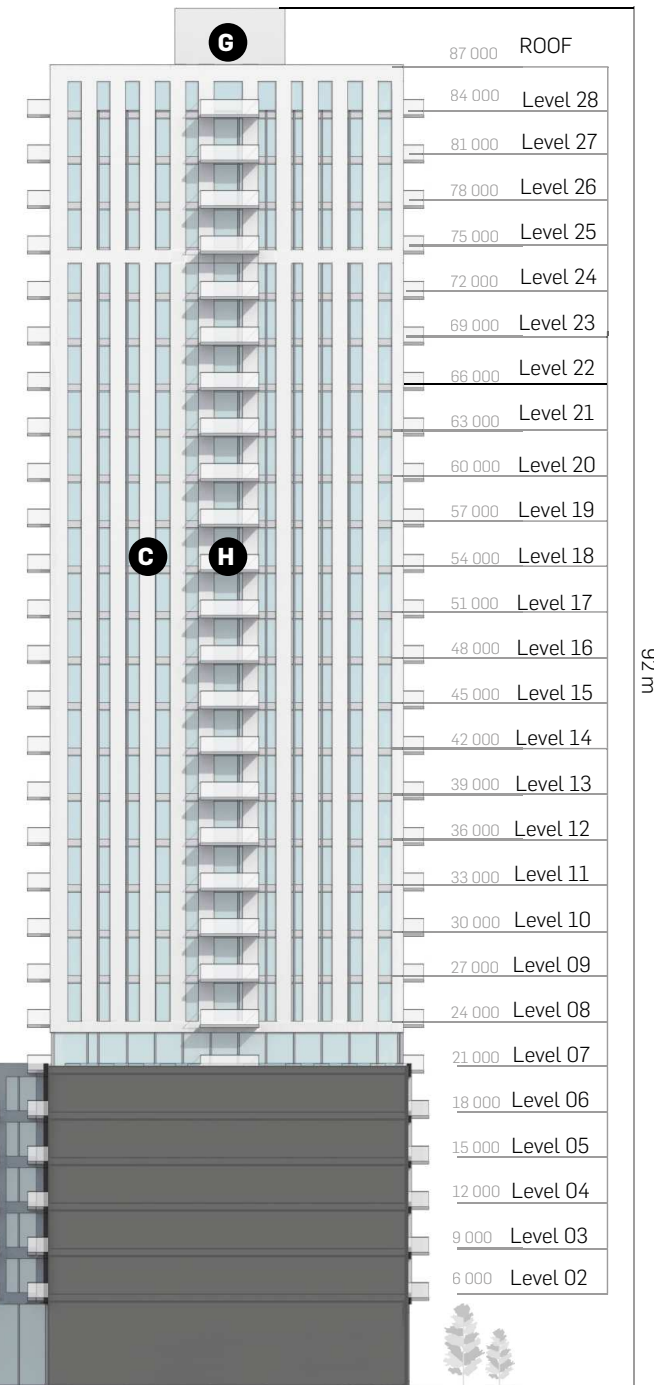 G
87 000 ROOF
84 000 Level 28
81 000 Level 27
78 000 Level 26
75 000 Level 25
72 000 Level 24
69 000 Level 23
66 000 Level 22
63 000 Level 21
60 000 Level 20
57 000 Level 19
C H 54 000 Level 18
51 000 Level 17
48 000 Level 16
92 m
45 000 Level 15
42 000 Level 14
39 000 Level 13
36 000 Level 12
33 000 Level 11
30 000 Level 10
27 000 Level 09
24 000 Level 08
21 000 Level 07
18 000 Level 06
15 000 Level 05
12 000 Level 04
9 000 Level 03
6 000 Level 02